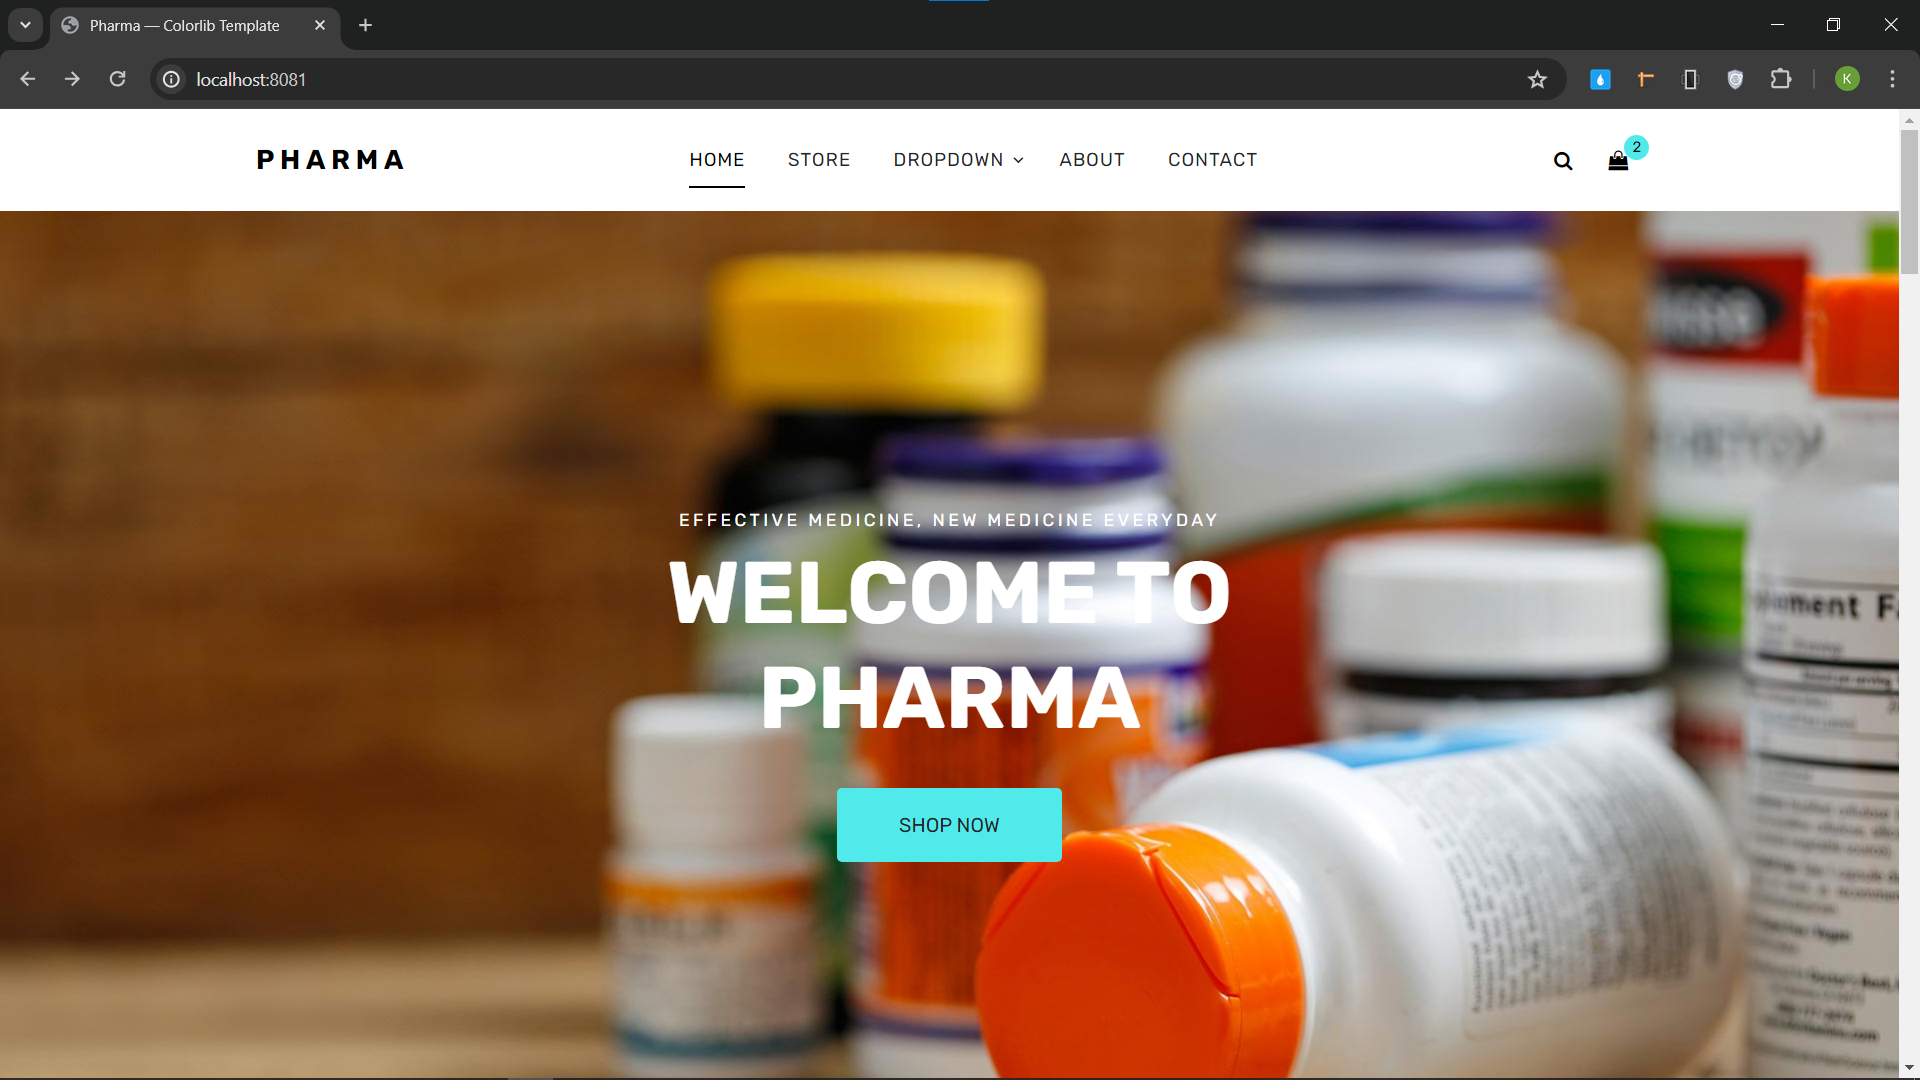 Pharma — Colorlib Template
localhost:8081
K
PHARMA
HOME STORE DROPDOWN ABOUT CONTACT
2
EFFECTIVE MEDICINE, NEW MEDICINE EVERYDAY
WELCOME TO
PHARMA
SHOP NOW